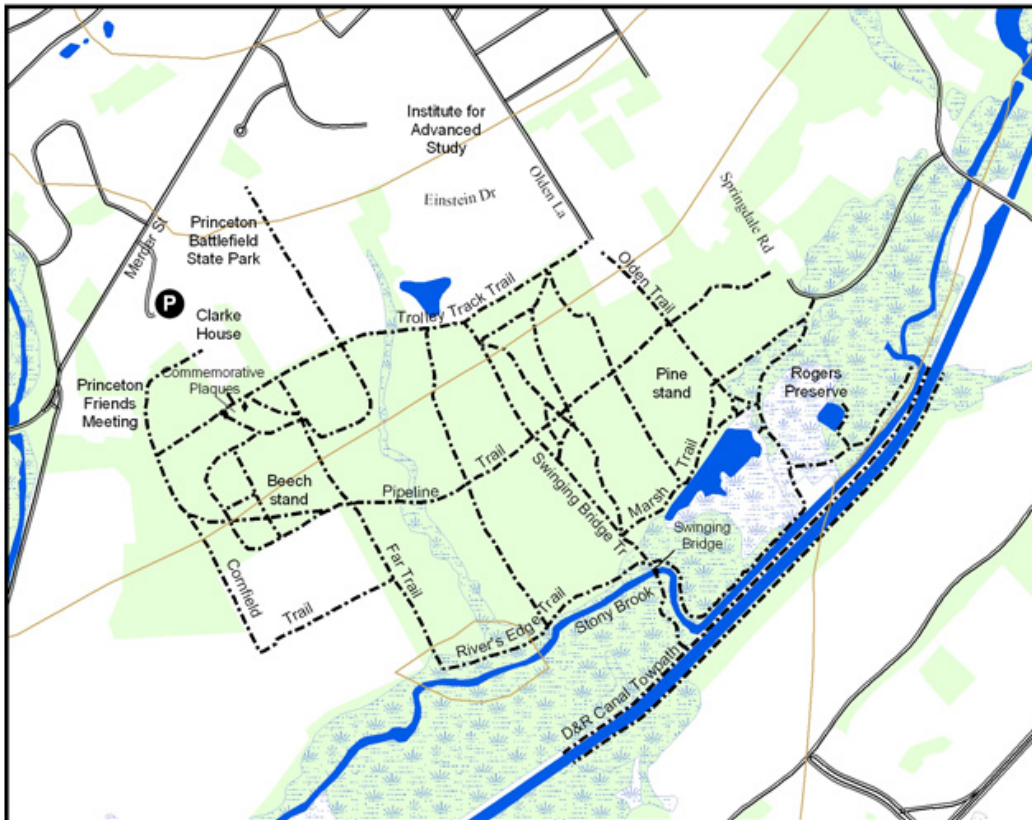 Institute for
Advanced
Study
Einstein Dr
Olden La
Springdale Rd
Mercer St
Princeton
Battlefield
State Park
Olden Trail
P
Clarke
House
Trolley Track Trail
Commemorative
Plaques
Princeton
Friends
Meeting
Pine
stand
Rogers
Preserve
Beech
stand
Pipeline
Trail
Swinging Bridge Tr
Marsh
Trail
Swinging
Bridge
Cornfield
Trail
Far Trail
River's Edge Trail
Stony Brook
D&R Canal Towpath